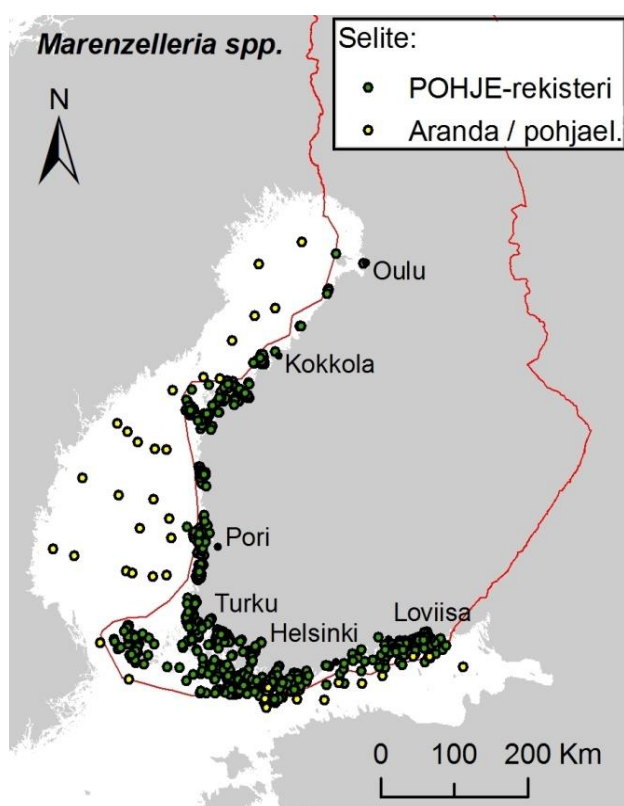 Marenzelleria spp.
Selite:
POHJE-rekisteri
Aranda / pohjael.
N
Oulu
Kokkola
Pori
Turku
Helsinki
Loviisa
0 100 200 Km